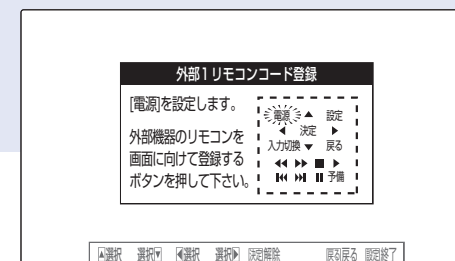 外部1リモコンコード登録
[電源]を設定します。
外部機器のリモコンを
画面に向けて登録する
ボタンを押して下さい。
電源 ▲ 設定
◀ 決定 ▶
入力切換 ▼ 戻る
◀◀ ▶▶ ■ ▶
|◀◀ ▶▶| II 予備
▲選択 選択▼ ◀選択 選択▶ 決定解除 戻る戻る 設定終了